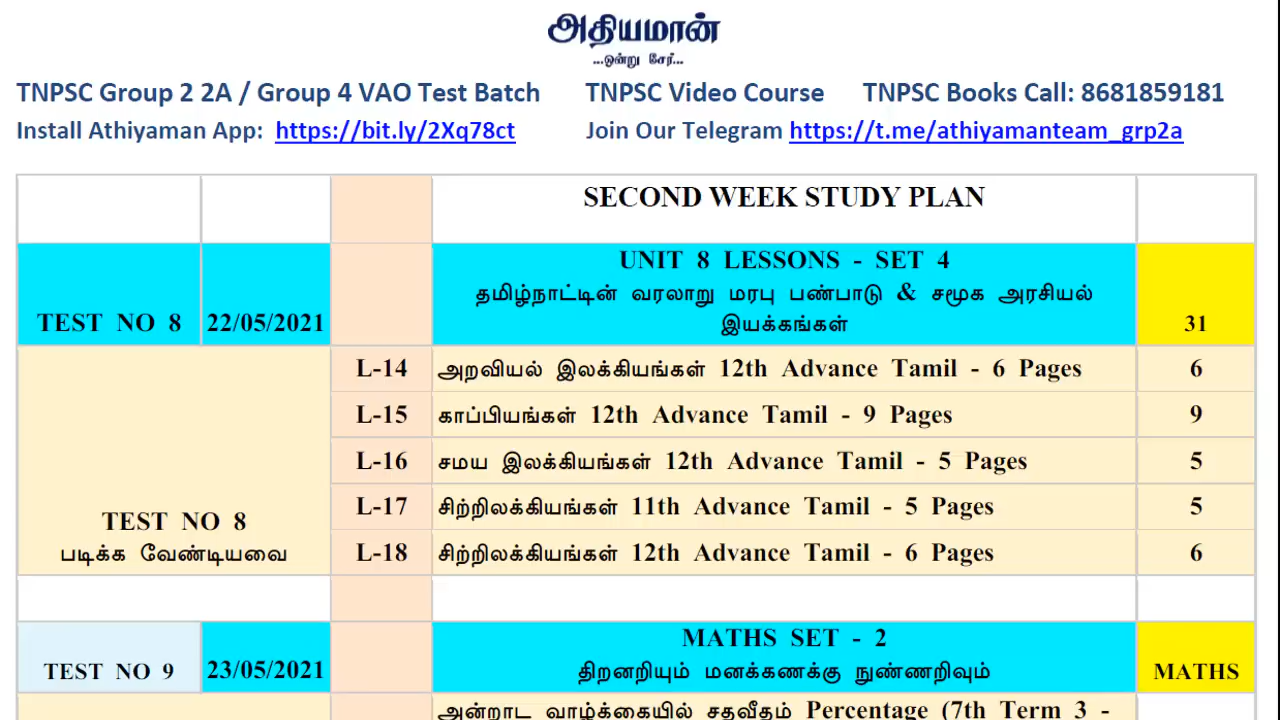 அதியமான்
...ஒன்று சேர்...
TNPSC Group 2 2A / Group 4 VAO Test Batch TNPSC Video Course TNPSC Books Call: 8681859181
Install Athiyaman App: https://bit.ly/2Xq78ct Join Our Telegram https://t.me/athiyamanteam_grp2a
SECOND WEEK STUDY PLAN
UNIT 8 LESSONS - SET 4
தமிழ்நாட்டின் வரலாறு மரபு பண்பாடு & சமூக அரசியல்
இயக்கங்கள்
TEST NO 8 22/05/2021 31
L-14 அறவியல் இலக்கியங்கள் 12th Advance Tamil - 6 Pages 6
L-15 காப்பியங்கள் 12th Advance Tamil - 9 Pages 9
L-16 சமய இலக்கியங்கள் 12th Advance Tamil - 5 Pages 5
L-17 சிற்றிலக்கியங்கள் 11th Advance Tamil - 5 Pages 5
TEST NO 8
படிக்க வேண்டியவை L-18 சிற்றிலக்கியங்கள் 12th Advance Tamil - 6 Pages 6
MATHS SET - 2
TEST NO 9 23/05/2021 திறனறியும் மனக்கணக்கு நுண்ணறிவும் MATHS
அன்றாட வாழ்க்கையில் சதவீதம் Percentage (7th Term 3 -